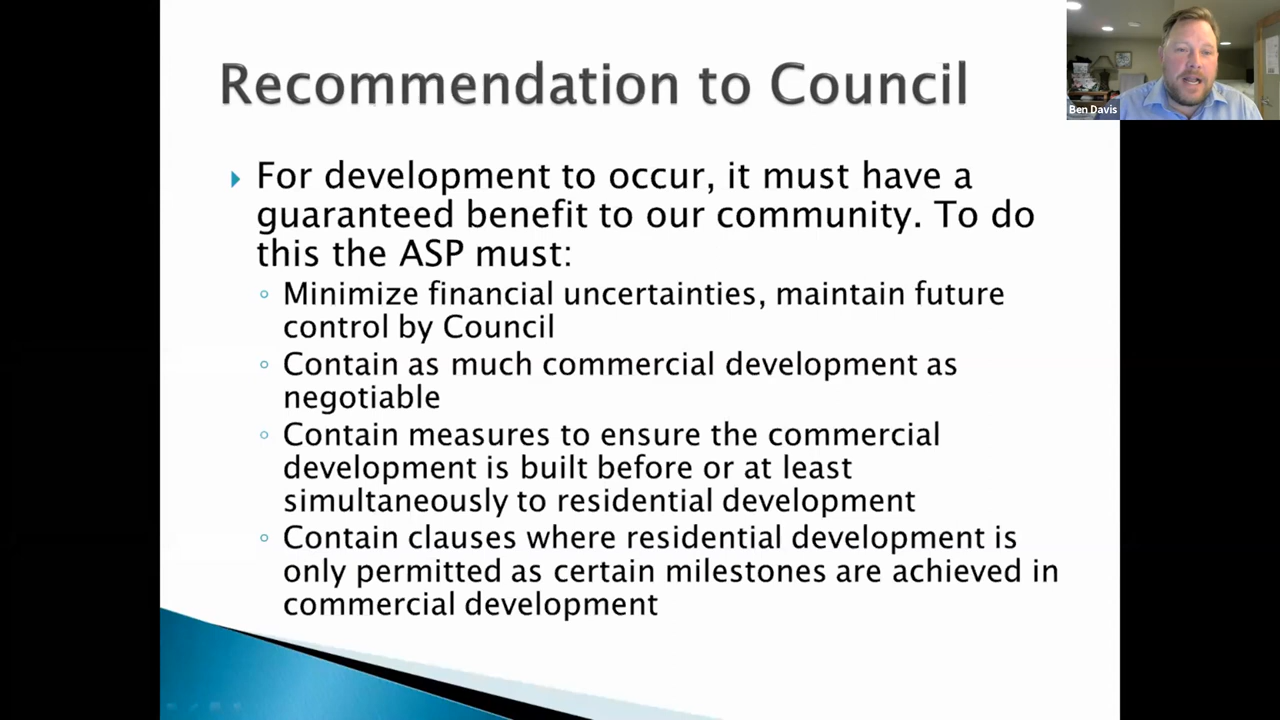 Recommendation to Council
For development to occur, it must have a
guaranteed benefit to our community. To do
this the ASP must:
Minimize financial uncertainties, maintain future
control by Council
Contain as much commercial development as
negotiable
Contain measures to ensure the commercial
development is built before or at least
simultaneously to residential development
Contain clauses where residential development is
only permitted as certain milestones are achieved in
commercial development
Ben Davis